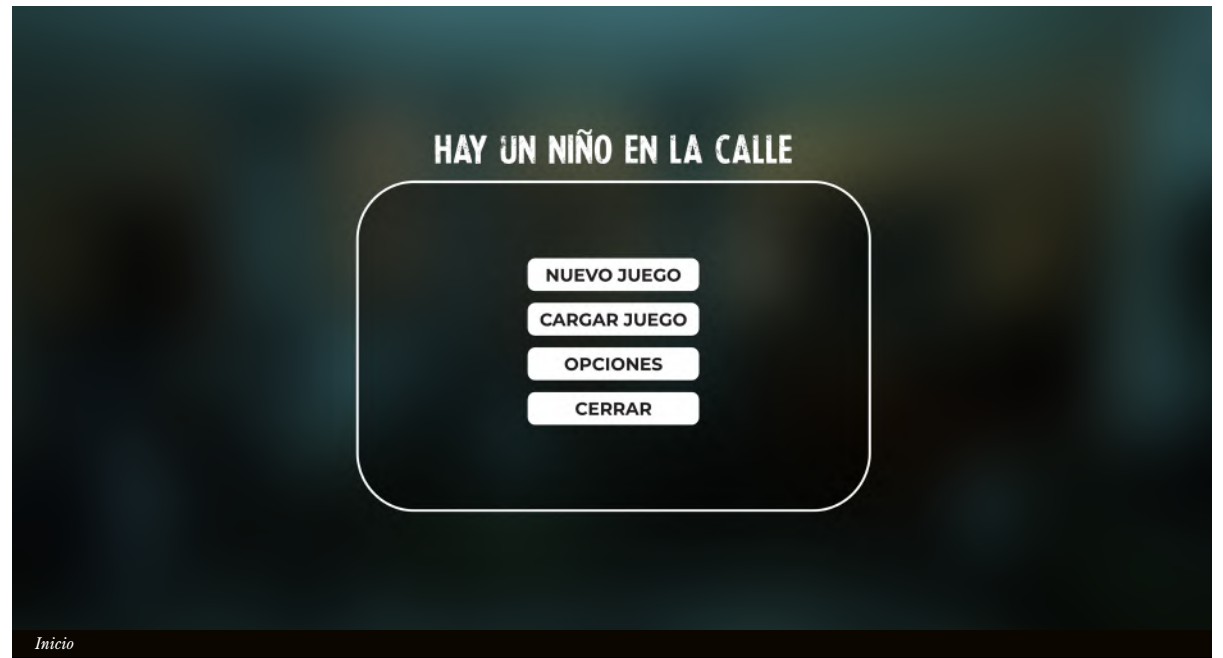 HAY UN NIÑO EN LA CALLE
NUEVO JUEGO
CARGAR JUEGO
OPCIONES
CERRAR
Inicio